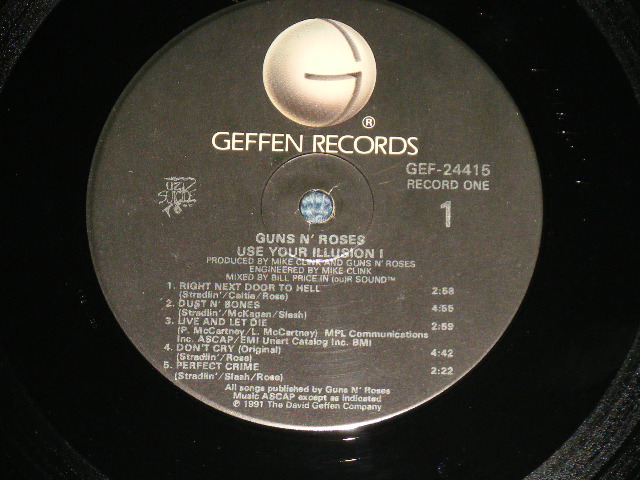 ®
GEFFEN RECORDS
GEF-24415
RECORD ONE
UZI SUICIDE
1
GUNS N' ROSES
USE YOUR ILLUSION I
PRODUCED BY MIKE CLINK AND GUNS N' ROSES
ENGINEERED BY MIKE CLINK
MIXED BY BILL PRICE IN (ou)R SOUND™
1. RIGHT NEXT DOOR TO HELL 2:58
(Stradlin'/Caltia/Rose)
2. DUST N' BONES 4:55
(Stradlin'/McKagan/Slash)
3. LIVE AND LET DIE 2:59
(P. McCartney/L. McCartney) MPL Communications
Inc. ASCAP/EMI Unart Catalog Inc. BMI
4. DON'T CRY (Original) 4:42
(Stradlin'/Rose)
5. PERFECT CRIME 2:22
(Stradlin'/Slash/Rose)
All songs published by Guns N' Roses
Music ASCAP except as indicated
℗ 1991 The David Geffen Company